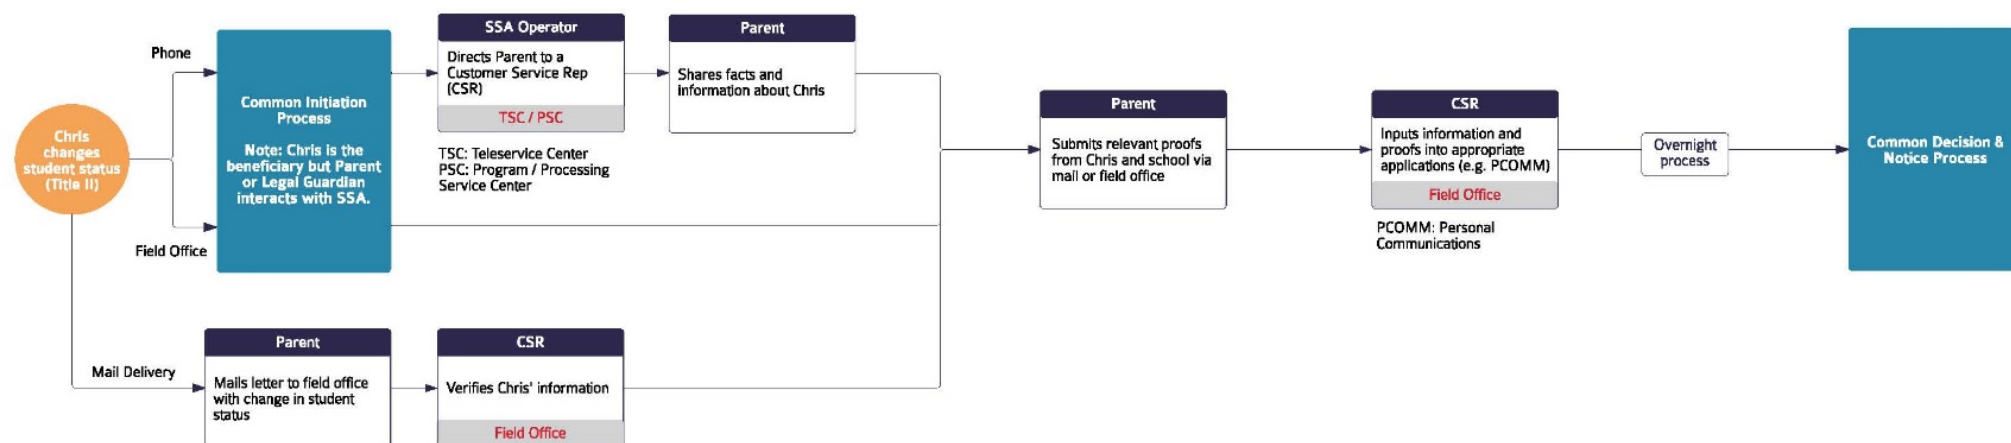 Chris
changes
student status
(Title II)
Phone
Field Office
Mail Delivery
Common Initiation
Process
Note: Chris is the
beneficiary but Parent
or Legal Guardian
interacts with SSA.
SSA Operator
Directs Parent to a
Customer Service Rep
(CSR)
TSC / PSC
TSC: Teleservice Center
PSC: Program / Processing
Service Center
Parent
Shares facts and
information about Chris
Parent
Mails letter to field office
with change in student
status
CSR
Verifies Chris' information
Field Office
Parent
Submits relevant proofs
from Chris and school via
mail or field office
CSR
Inputs information and
proofs into appropriate
applications (e.g. PCOMM)
Field Office
PCOMM: Personal
Communications
Overnight
process
Common Decision &
Notice Process